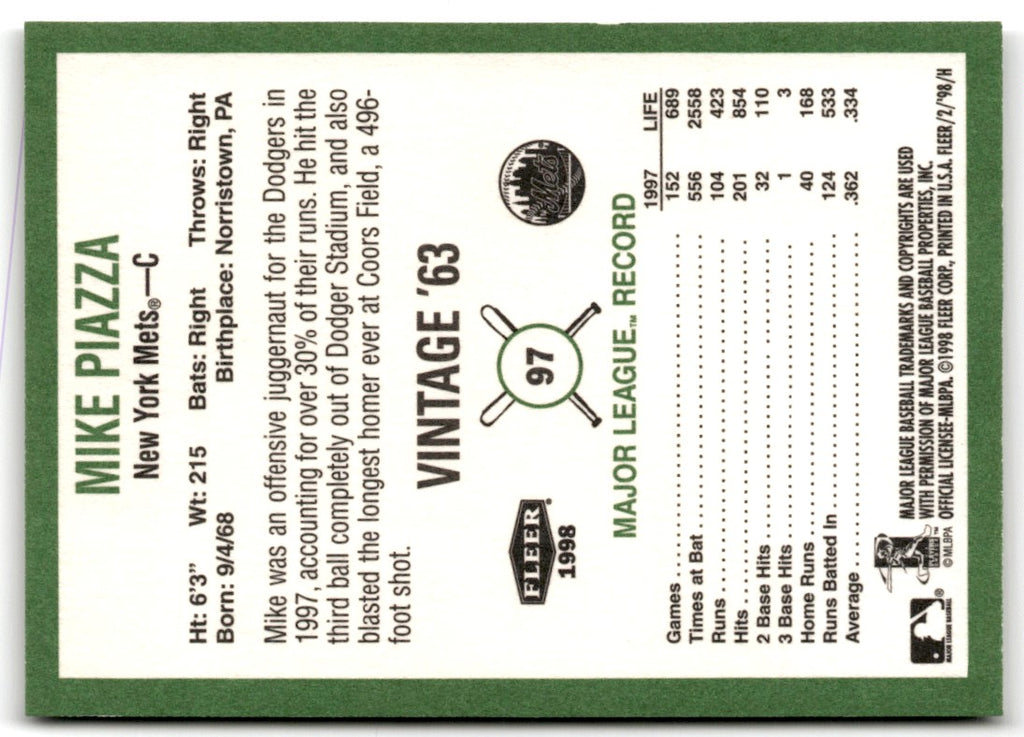 MIKE PIAZZA
New York Mets®—C
Ht: 6'3" Wt: 215 Bats: Right Throws: Right
Born: 9/4/68 Birthplace: Norristown, PA
Mike was an offensive juggernaut for the Dodgers in
1997, accounting for over 30% of their runs. He hit the
third ball completely out of Dodger Stadium, and also
blasted the longest homer ever at Coors Field, a 496-
foot shot.
VINTAGE '63
FLEER
1998
97
Mets
MAJOR LEAGUE™ RECORD
1997 LIFE
Games 152 689
Times at Bat 556 2558
Runs 104 423
Hits 201 854
2 Base Hits 32 110
3 Base Hits 1 3
Home Runs 40 168
Runs Batted In 124 533
Average .362 .334
MAJOR LEAGUE BASEBALL®
©MLBPA
MAJOR LEAGUE BASEBALL TRADEMARKS AND COPYRIGHTS ARE USED
WITH PERMISSION OF MAJOR LEAGUE BASEBALL PROPERTIES, INC.
OFFICIAL LICENSEE-MLBPA. ©1998 FLEER CORP., PRINTED IN U.S.A. FLEER/2/'98/H